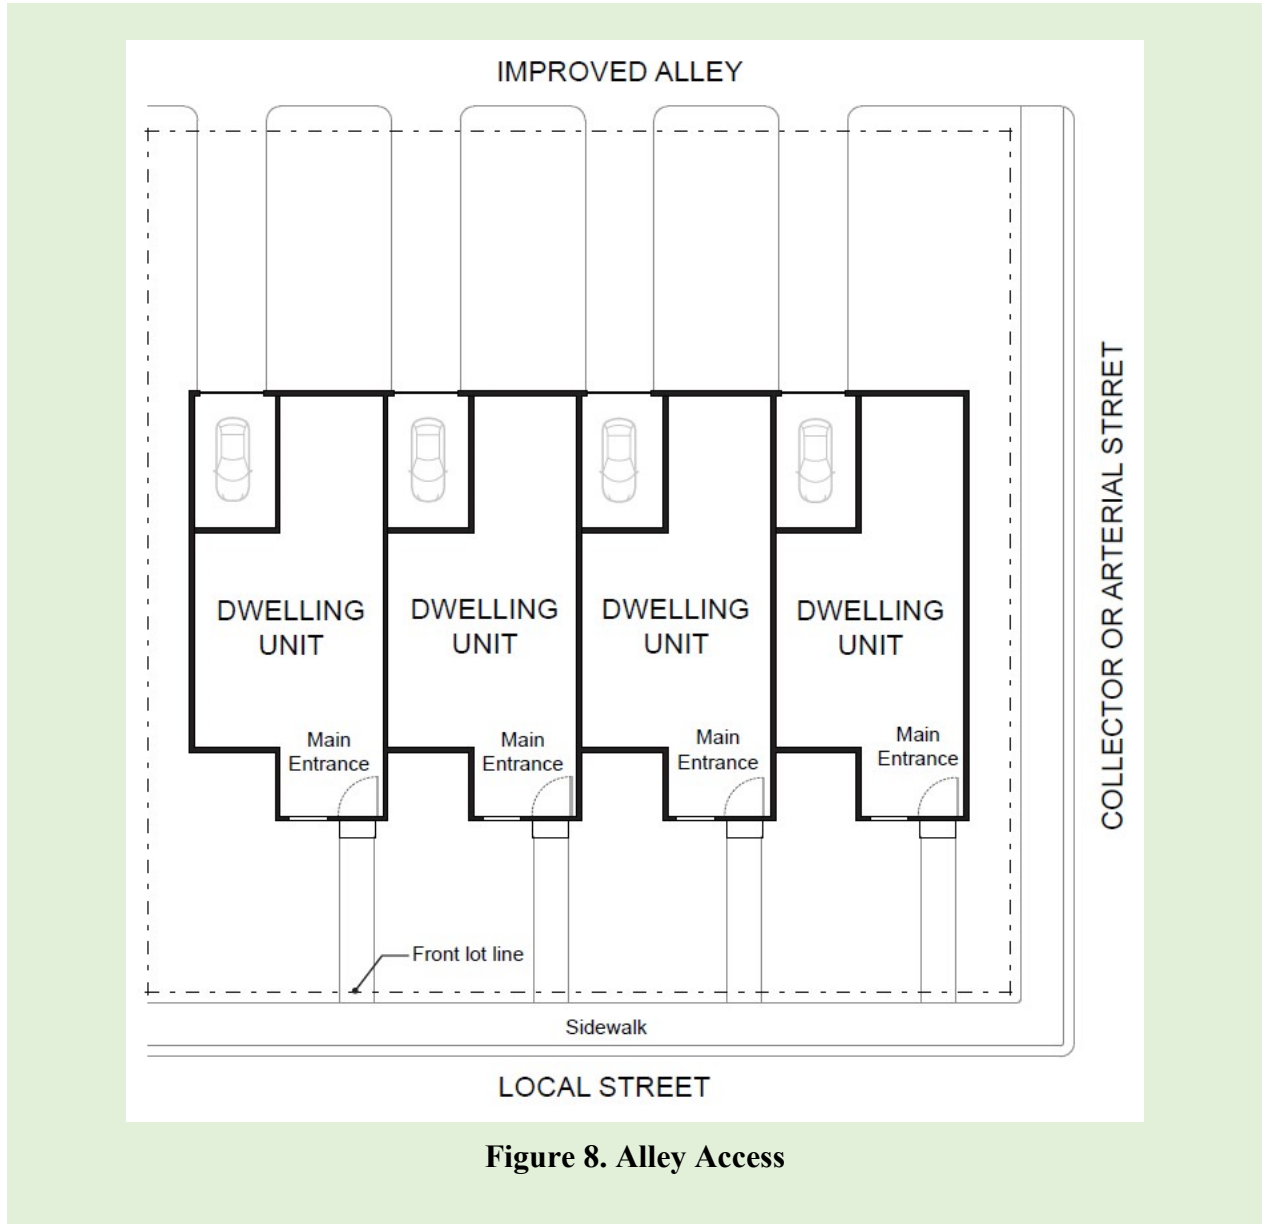 IMPROVED ALLEY
COLLECTOR OR ARTERIAL STRRET
DWELLING
UNIT
DWELLING
UNIT
DWELLING
UNIT
DWELLING
UNIT
Main
Entrance
Main
Entrance
Main
Entrance
Main
Entrance
Front lot line
Sidewalk
LOCAL STREET
Figure 8. Alley Access